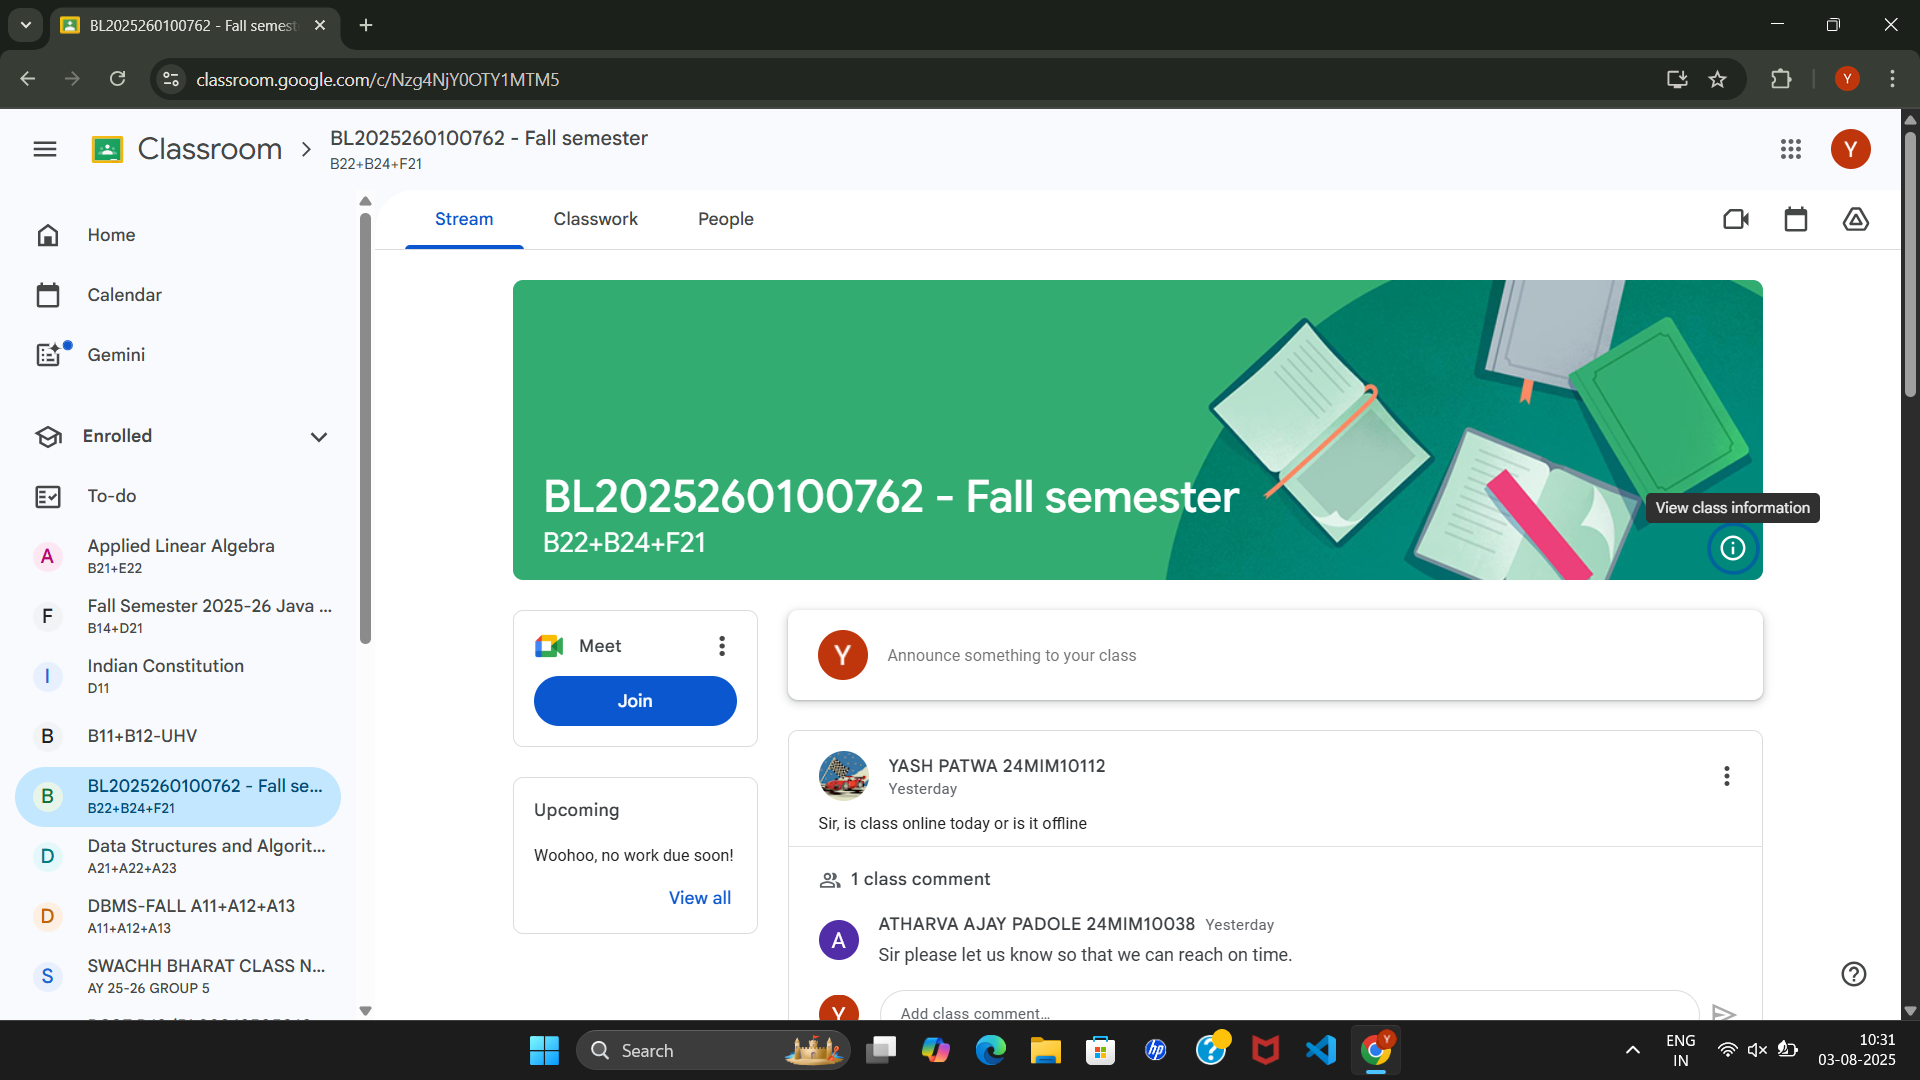 BL2025260100762 - Fall semest
classroom.google.com/c/Nzg4NjY0OTY1MTM5
Y
Classroom
BL2025260100762 - Fall semester
B22+B24+F21
Y
Home
Calendar
Gemini
Enrolled
To-do
A
Applied Linear Algebra
B21+E22
F
Fall Semester 2025-26 Java ...
B14+D21
I
Indian Constitution
D11
B
B11+B12-UHV
B
BL2025260100762 - Fall se...
B22+B24+F21
D
Data Structures and Algorit...
A21+A22+A23
D
DBMS-FALL A11+A12+A13
A11+A12+A13
S
SWACHH BHARAT CLASS N...
AY 25-26 GROUP 5
Stream
Classwork
People
BL2025260100762 - Fall semester
B22+B24+F21
View class information
Meet
Join
Upcoming
Woohoo, no work due soon!
View all
Y
Announce something to your class
YASH PATWA 24MIM10112
Yesterday
Sir, is class online today or is it offline
1 class comment
A
ATHARVA AJAY PADOLE 24MIM10038 Yesterday
Sir please let us know so that we can reach on time.
Y
Add class comment...
Search
hp
Y
ENG
IN
10:31
03-08-2025